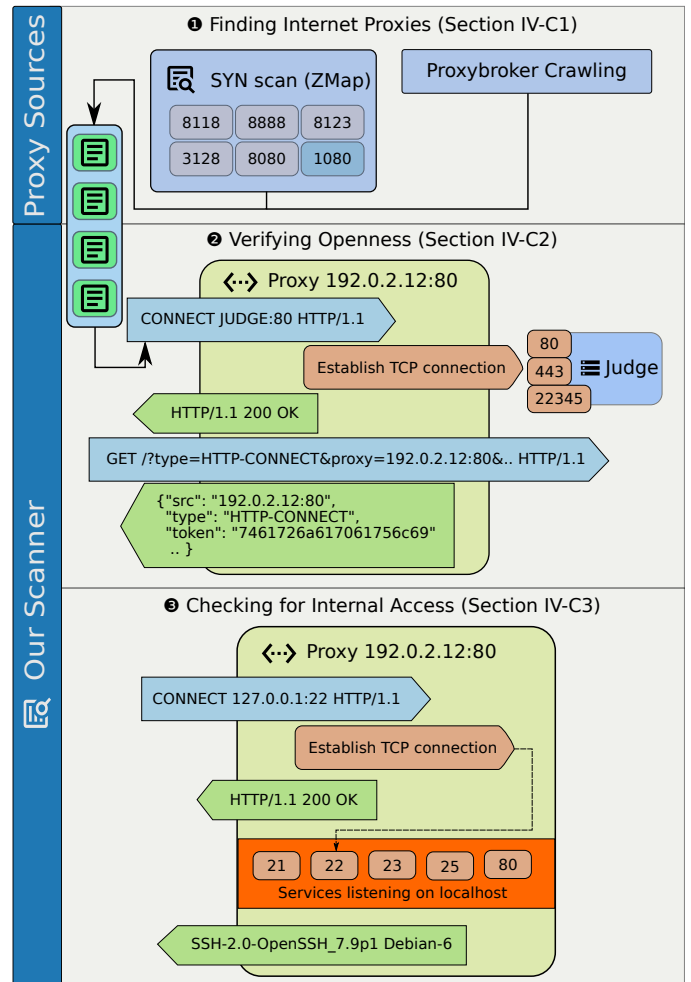 Proxy Sources
❶ Finding Internet Proxies (Section IV-C1)
SYN scan (ZMap)
8118 8888 8123
3128 8080 1080
Proxybroker Crawling
Our Scanner
❷ Verifying Openness (Section IV-C2)
Proxy 192.0.2.12:80
CONNECT JUDGE:80 HTTP/1.1
Establish TCP connection
80
443
22345
Judge
HTTP/1.1 200 OK
GET /?type=HTTP-CONNECT&proxy=192.0.2.12:80&.. HTTP/1.1
{"src": "192.0.2.12:80",
"type": "HTTP-CONNECT",
"token": "7461726a617061756c69"
.. }
❸ Checking for Internal Access (Section IV-C3)
Proxy 192.0.2.12:80
CONNECT 127.0.0.1:22 HTTP/1.1
Establish TCP connection
HTTP/1.1 200 OK
21 22 23 25 80
Services listening on localhost
SSH-2.0-OpenSSH_7.9p1 Debian-6